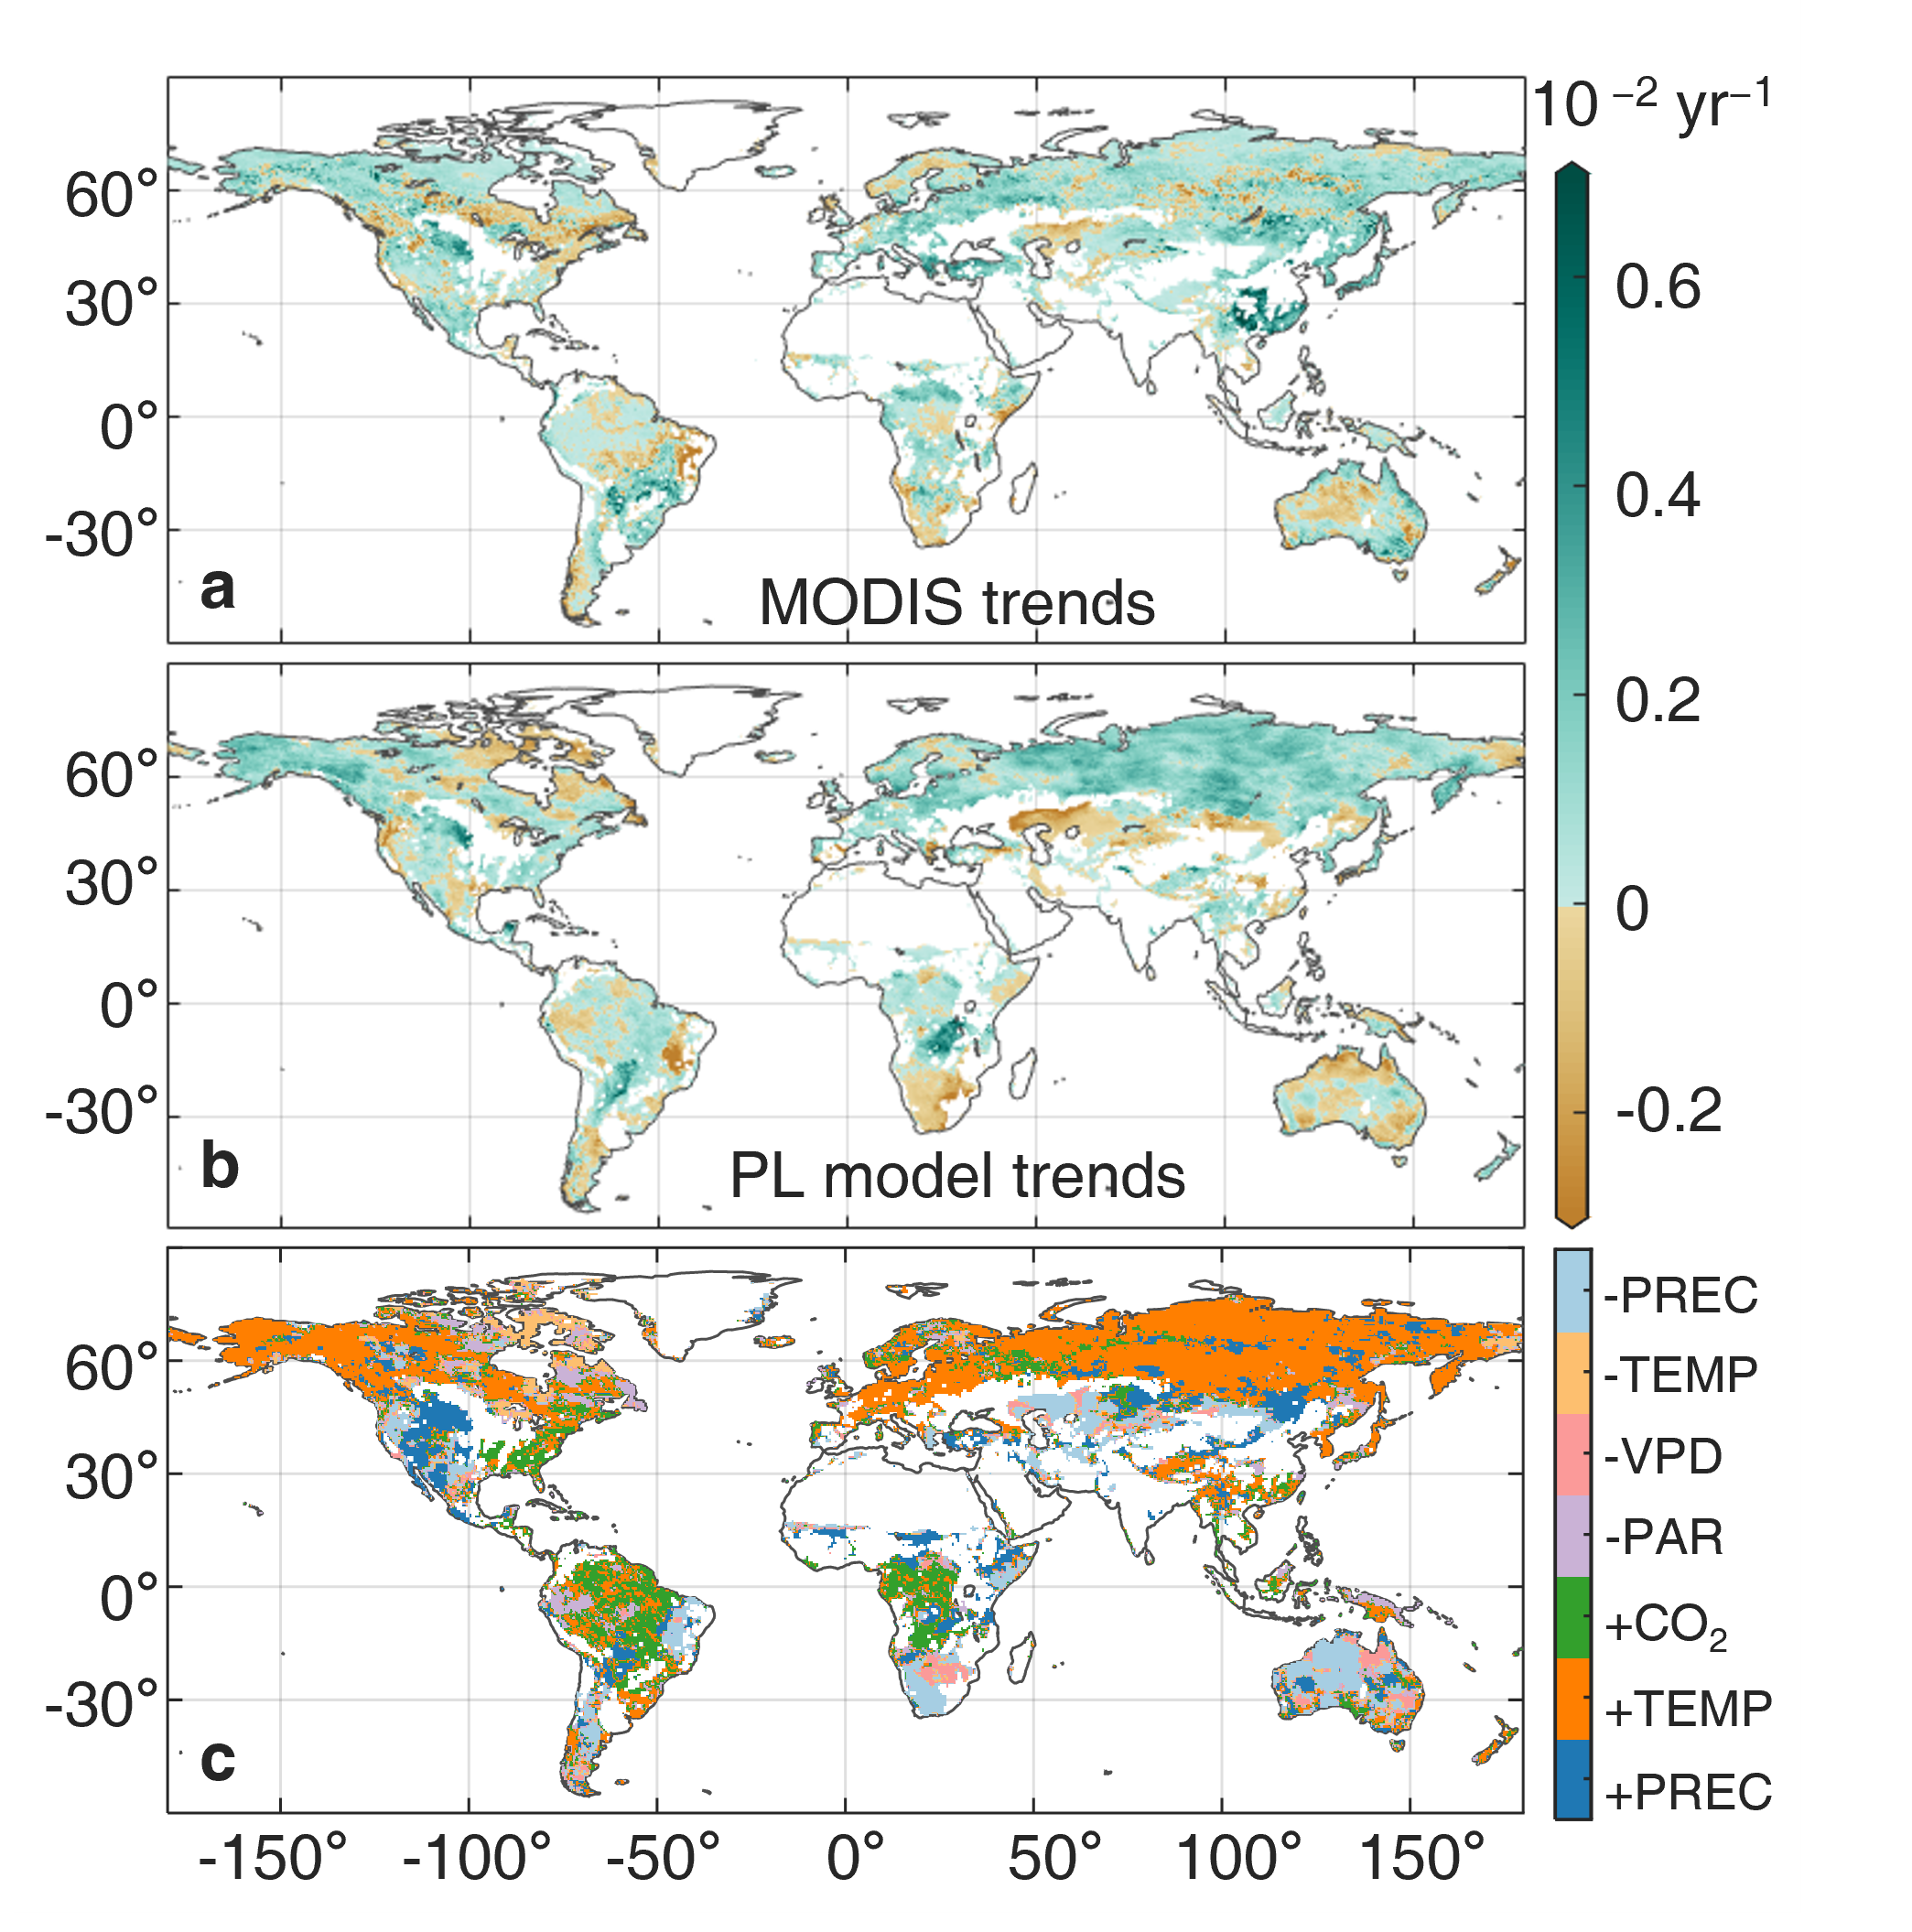 10⁻² yr⁻¹
60°
30°
0°
-30°
a
MODIS trends
60°
30°
0°
-30°
b
PL model trends
0.6
0.4
0.2
0
-0.2
60°
30°
0°
-30°
c
-150°
-100°
-50°
0°
50°
100°
150°
-PREC
-TEMP
-VPD
-PAR
+CO₂
+TEMP
+PREC